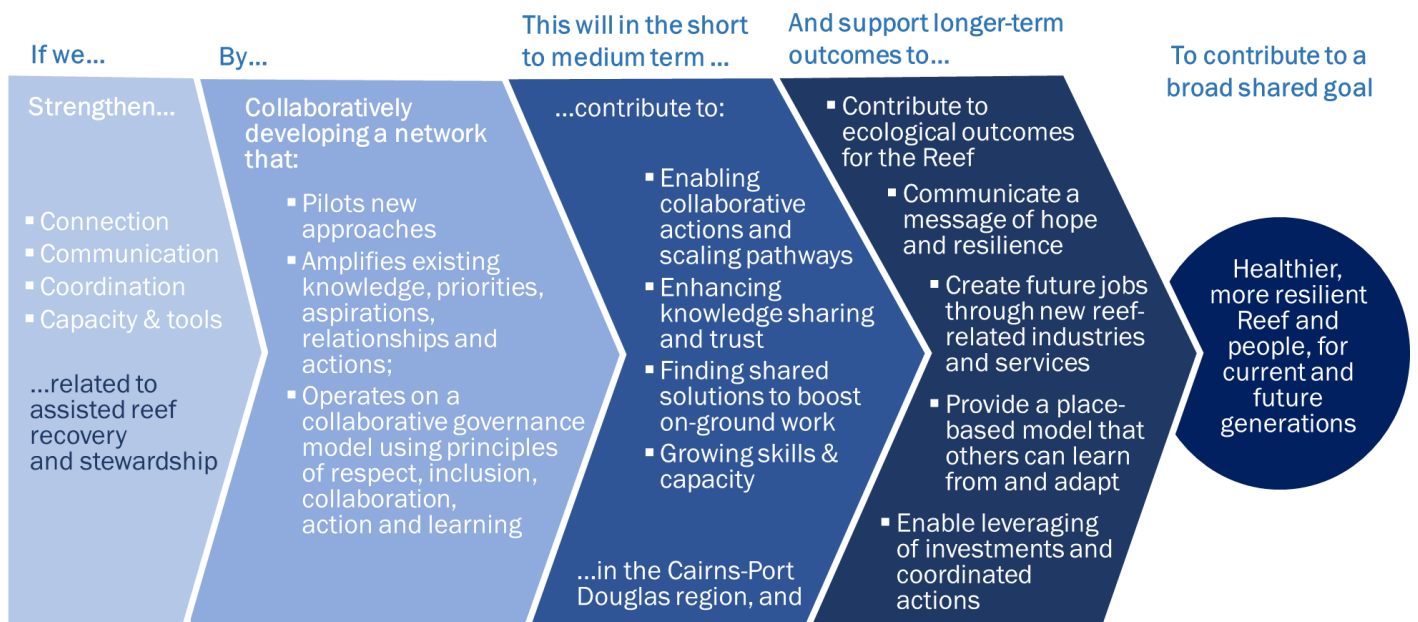 If we...
Strengthen...
▪ Connection
▪ Communication
▪ Coordination
▪ Capacity & tools
...related to
assisted reef
recovery
and stewardship
By...
Collaboratively
developing a network
that:
▪ Pilots new
approaches
▪ Amplifies existing
knowledge, priorities,
aspirations,
relationships and
actions;
▪ Operates on a
collaborative governance
model using principles
of respect, inclusion,
collaboration,
action and learning
This will in the short
to medium term ...
...contribute to:
▪ Enabling
collaborative
actions and
scaling pathways
▪ Enhancing
knowledge sharing
and trust
▪ Finding shared
solutions to boost
on-ground work
▪ Growing skills &
capacity
...in the Cairns-Port
Douglas region, and
And support longer-term
outcomes to...
▪ Contribute to
ecological outcomes
for the Reef
▪ Communicate a
message of hope
and resilience
▪ Create future jobs
through new reef-
related industries
and services
▪ Provide a place-
based model that
others can learn
from and adapt
▪ Enable leveraging
of investments and
coordinated
actions
To contribute to a
broad shared goal
Healthier,
more resilient
Reef and
people, for
current and
future
generations